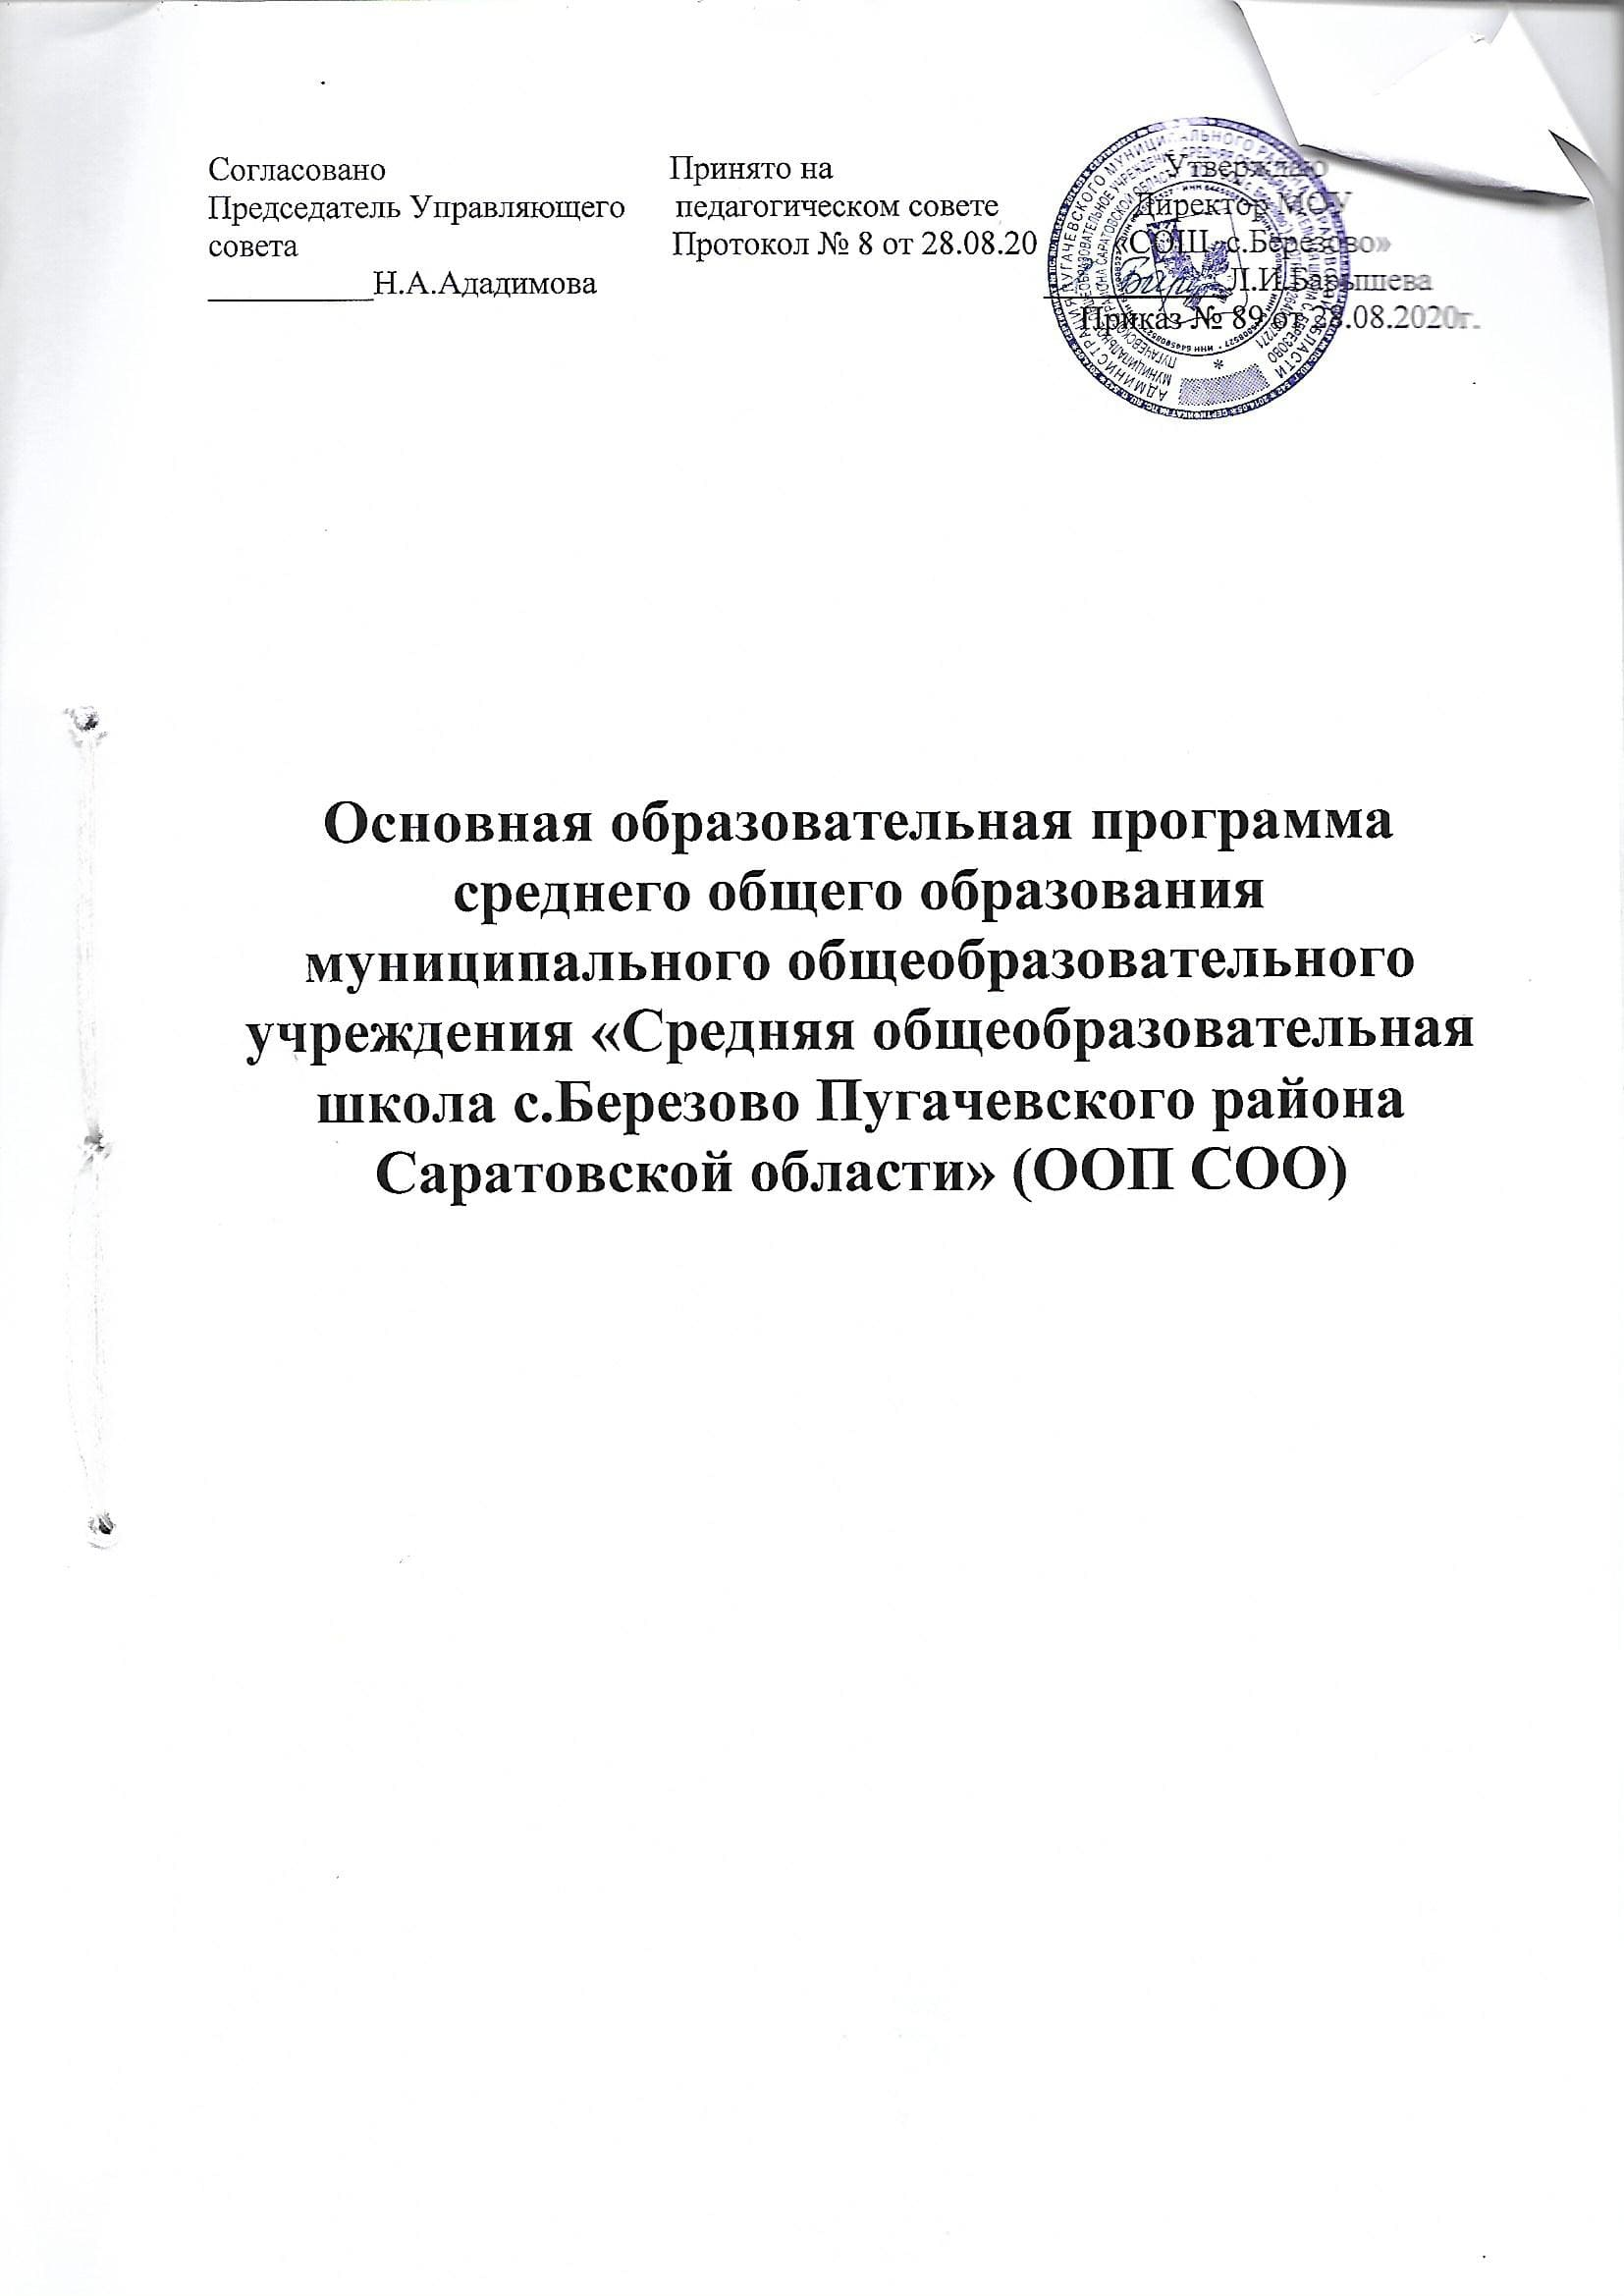 Согласовано
Председатель Управляющего
совета
__________Н.А.Ададимова
Принято на
педагогическом совете
Протокол № 8 от 28.08.20
Утверждаю
Директор МОУ
«СОШ с.Березово»
Л.И.Барышева
Приказ № 89 от 28.08.2020г.
Основная образовательная программа
среднего общего образования
муниципального общеобразовательного
учреждения «Средняя общеобразовательная
школа с.Березово Пугачевского района
Саратовской области» (ООП СОО)